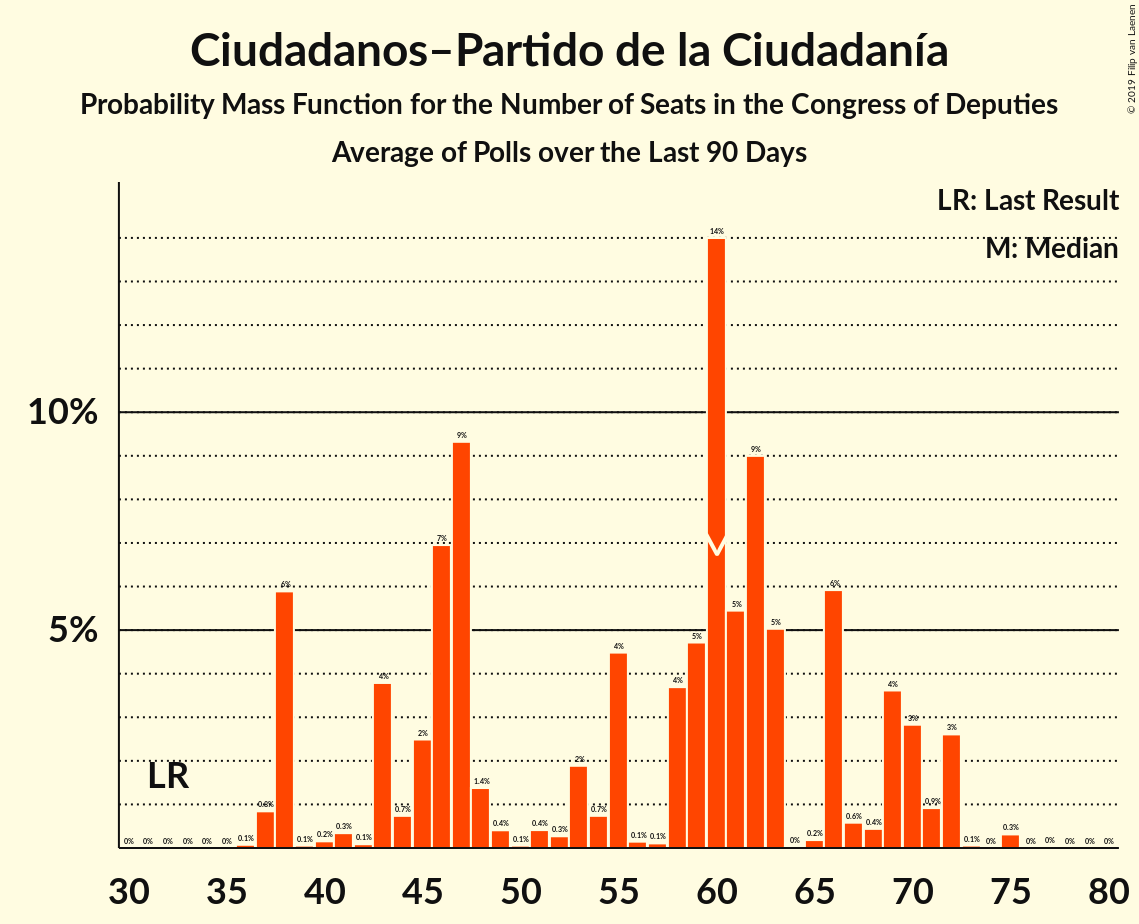 Ciudadanos–Partido de la Ciudadanía
Probability Mass Function for the Number of Seats in the Congress of Deputies
Average of Polls over the Last 90 Days
© 2019 Filip van Laenen
LR: Last Result
M: Median
14%
10%
9%
9%
7%
6%
6%
5%
5%
5%
5%
4%
4%
4%
4%
3%
3%
2%
2%
LR
1.4%
0.8%
0.7%
0.7%
0.9%
0% 0% 0% 0% 0% 0% 0.1% 0.1% 0.2% 0.3% 0.1% 0.4% 0.1% 0.4% 0.3% 0.1% 0.1% 0% 0.2% 0.6% 0.4% 0.1% 0% 0.3% 0% 0% 0% 0% 0%
30 35 40 45 50 55 60 65 70 75 80